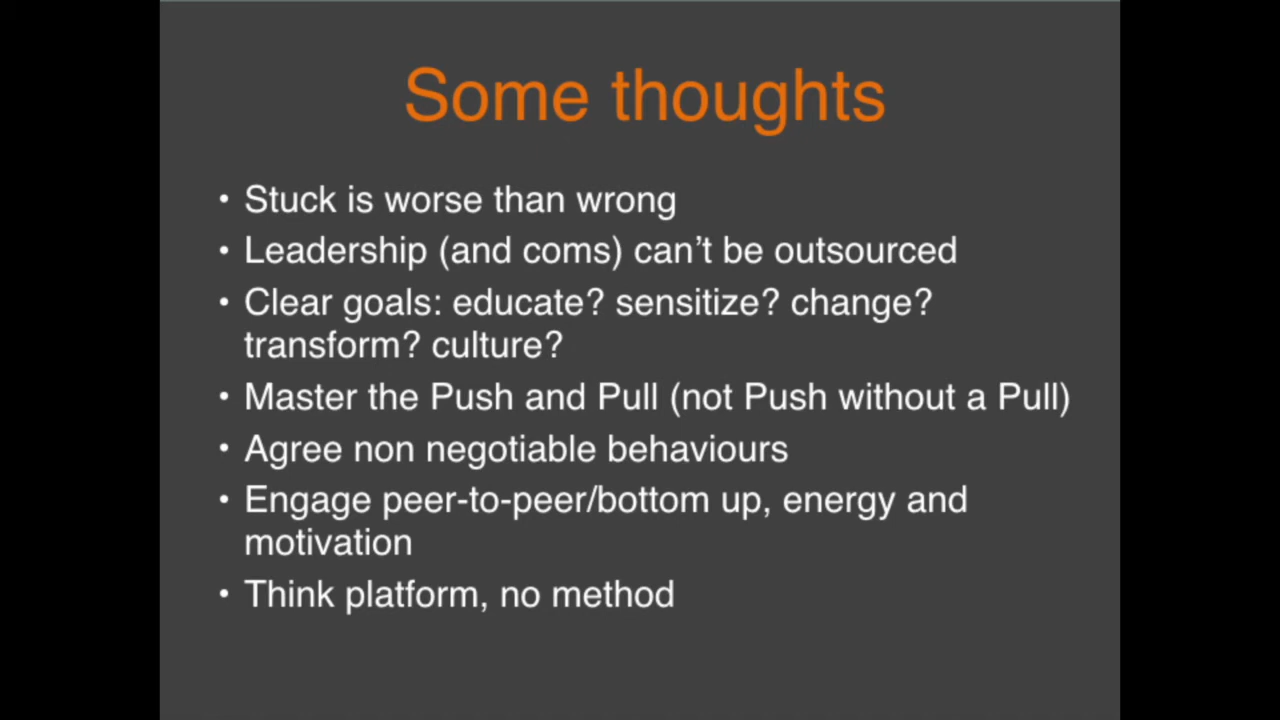 Some thoughts
• Stuck is worse than wrong
• Leadership (and coms) can’t be outsourced
• Clear goals: educate? sensitize? change?
transform? culture?
• Master the Push and Pull (not Push without a Pull)
• Agree non negotiable behaviours
• Engage peer-to-peer/bottom up, energy and
motivation
• Think platform, no method